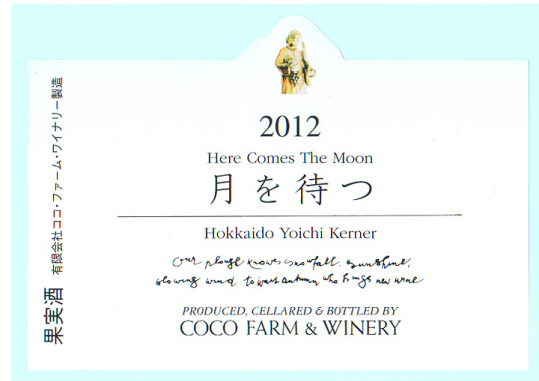 2012
Here Comes The Moon
月を待つ
Hokkaido Yoichi Kerner
our plough knows snowfall. sunshine,
blowing wind to wait autumn who brings new wine
PRODUCED, CELLARED & BOTTLED BY
COCO FARM & WINERY
果実酒 有限会社ココ・ファーム・ワイナリー製造